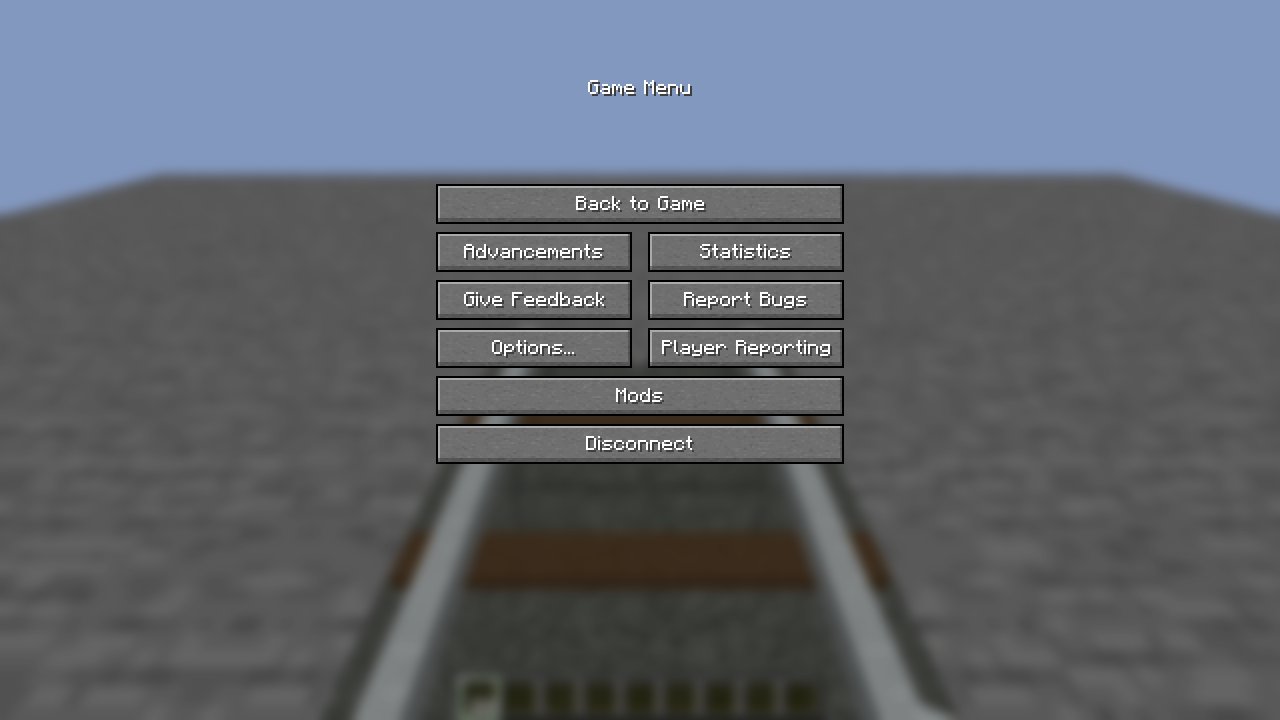 Game Menu
Back to Game
Advancements
Statistics
Give Feedback
Report Bugs
Options...
Player Reporting
Mods
Disconnect